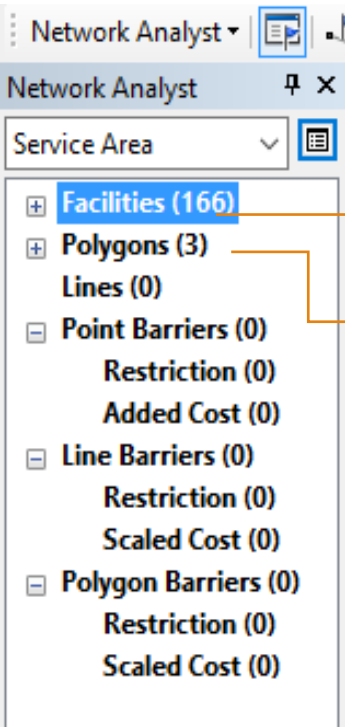 Network Analyst
Network Analyst
Service Area
Facilities (166)
Polygons (3)
Lines (0)
Point Barriers (0)
Restriction (0)
Added Cost (0)
Line Barriers (0)
Restriction (0)
Scaled Cost (0)
Polygon Barriers (0)
Restriction (0)
Scaled Cost (0)